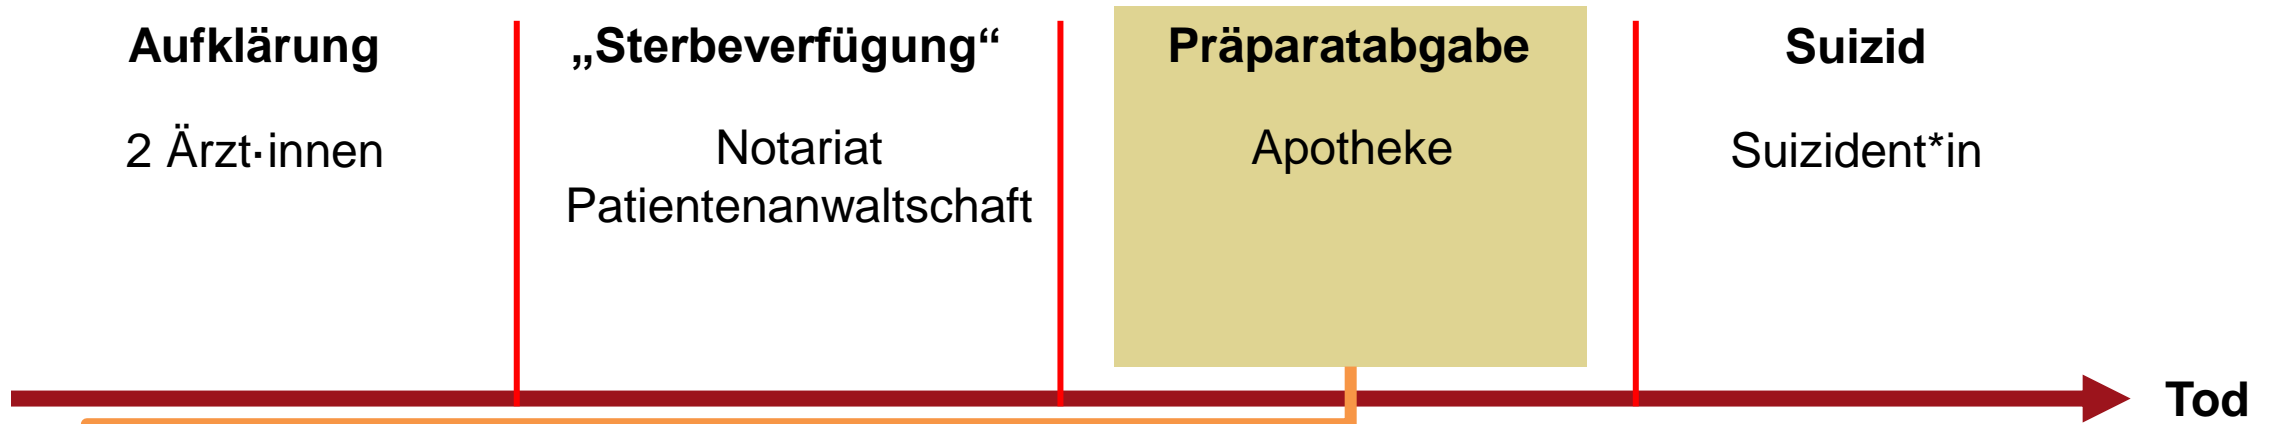 Aufklärung
2 Ärzt·innen
„Sterbeverfügung“
Notariat
Patientenanwaltschaft
Präparatabgabe
Apotheke
Suizid
Suizident*in
Tod